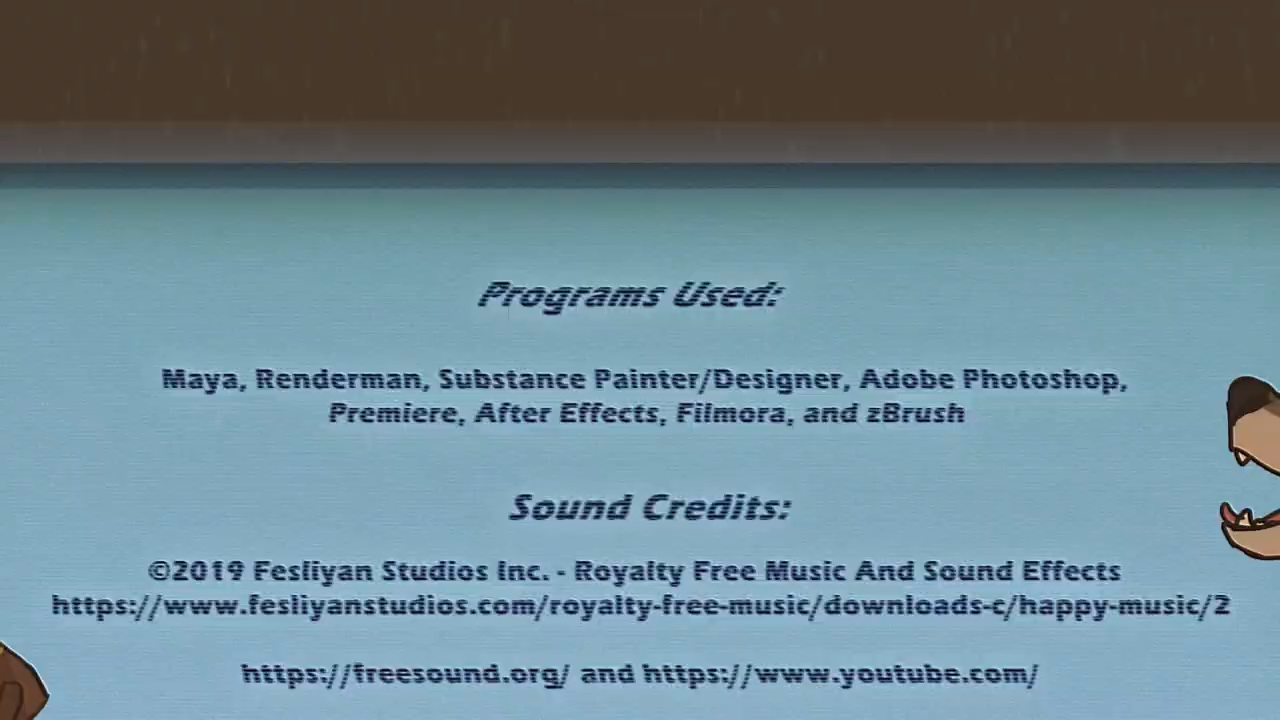 Programs Used:
Maya, Renderman, Substance Painter/Designer, Adobe Photoshop,
Premiere, After Effects, Filmora, and zBrush
Sound Credits:
©2019 Fesliyan Studios Inc. - Royalty Free Music And Sound Effects
https://www.fesliyanstudios.com/royalty-free-music/downloads-c/happy-music/2
https://freesound.org/ and https://www.youtube.com/